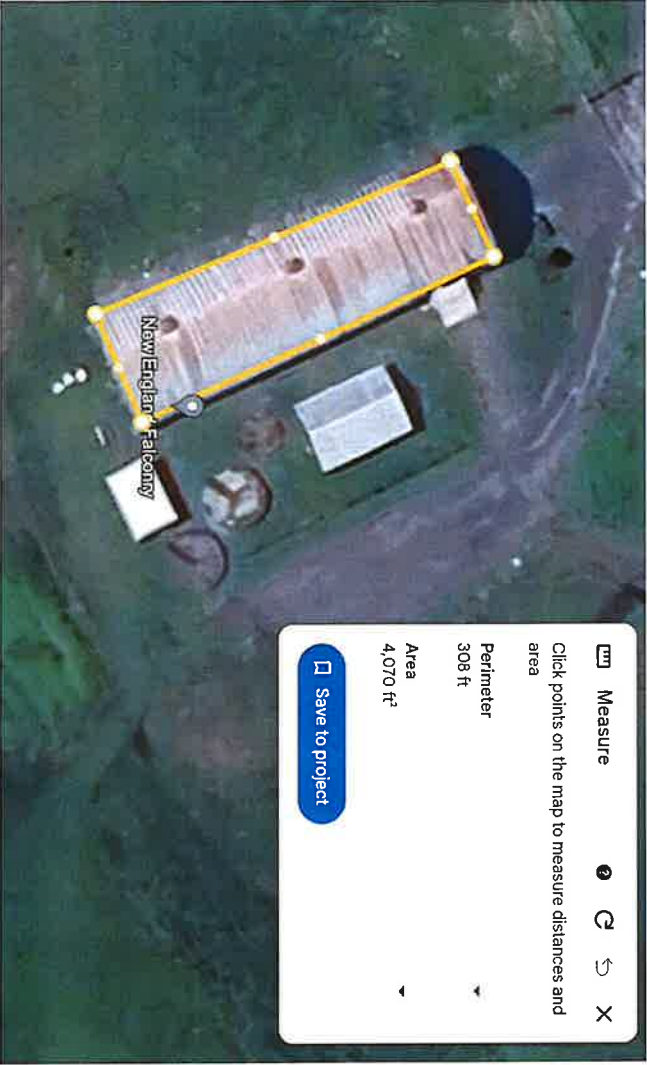 Measure
Click points on the map to measure distances and
area
Perimeter
308 ft
Area
4,070 ft²
Save to project
New England Falconry